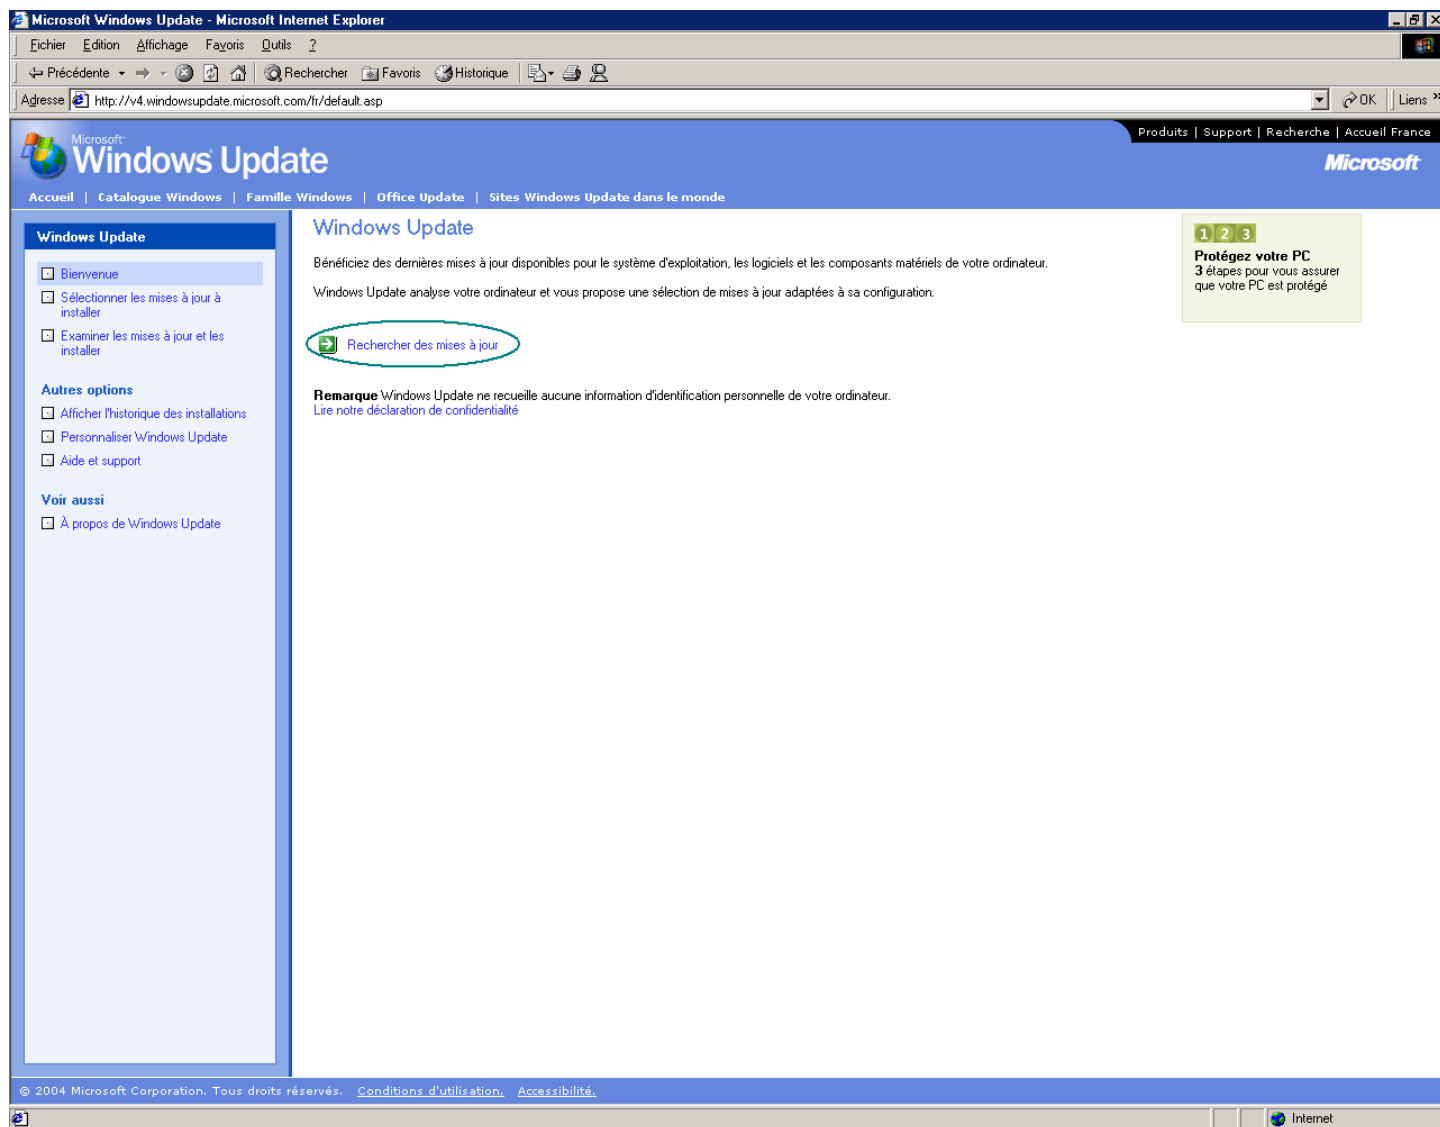 Microsoft Windows Update - Microsoft Internet Explorer
Fichier Edition Affichage Favoris Outils ?
Précédente Rechercher Favoris Historique
Adresse http://v4.windowsupdate.microsoft.com/fr/default.asp OK Liens »
Produits | Support | Recherche | Accueil France
Microsoft
Windows Update
Microsoft
Accueil | Catalogue Windows | Famille Windows | Office Update | Sites Windows Update dans le monde
Windows Update
Bienvenue
Sélectionner les mises à jour à
installer
Examiner les mises à jour et les
installer
Autres options
Afficher l'historique des installations
Personnaliser Windows Update
Aide et support
Voir aussi
À propos de Windows Update
Windows Update
Bénéficiez des dernières mises à jour disponibles pour le système d'exploitation, les logiciels et les composants matériels de votre ordinateur.
Windows Update analyse votre ordinateur et vous propose une sélection de mises à jour adaptées à sa configuration.
Rechercher des mises à jour
Remarque Windows Update ne recueille aucune information d'identification personnelle de votre ordinateur.
Lire notre déclaration de confidentialité
1 2 3
Protégez votre PC
3 étapes pour vous assurer
que votre PC est protégé
© 2004 Microsoft Corporation. Tous droits réservés. Conditions d'utilisation. Accessibilité.
Internet